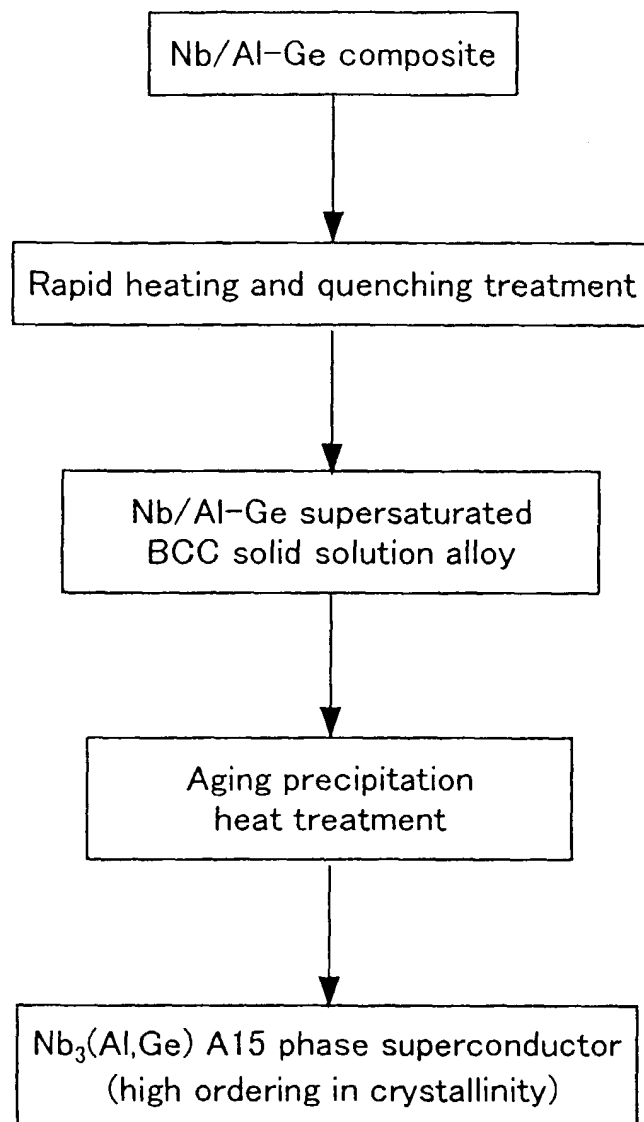 Nb/Al-Ge composite
Rapid heating and quenching treatment
Nb/Al-Ge supersaturated
BCC solid solution alloy
Aging precipitation
heat treatment
Nb₃(Al,Ge) A15 phase superconductor
(high ordering in crystallinity)